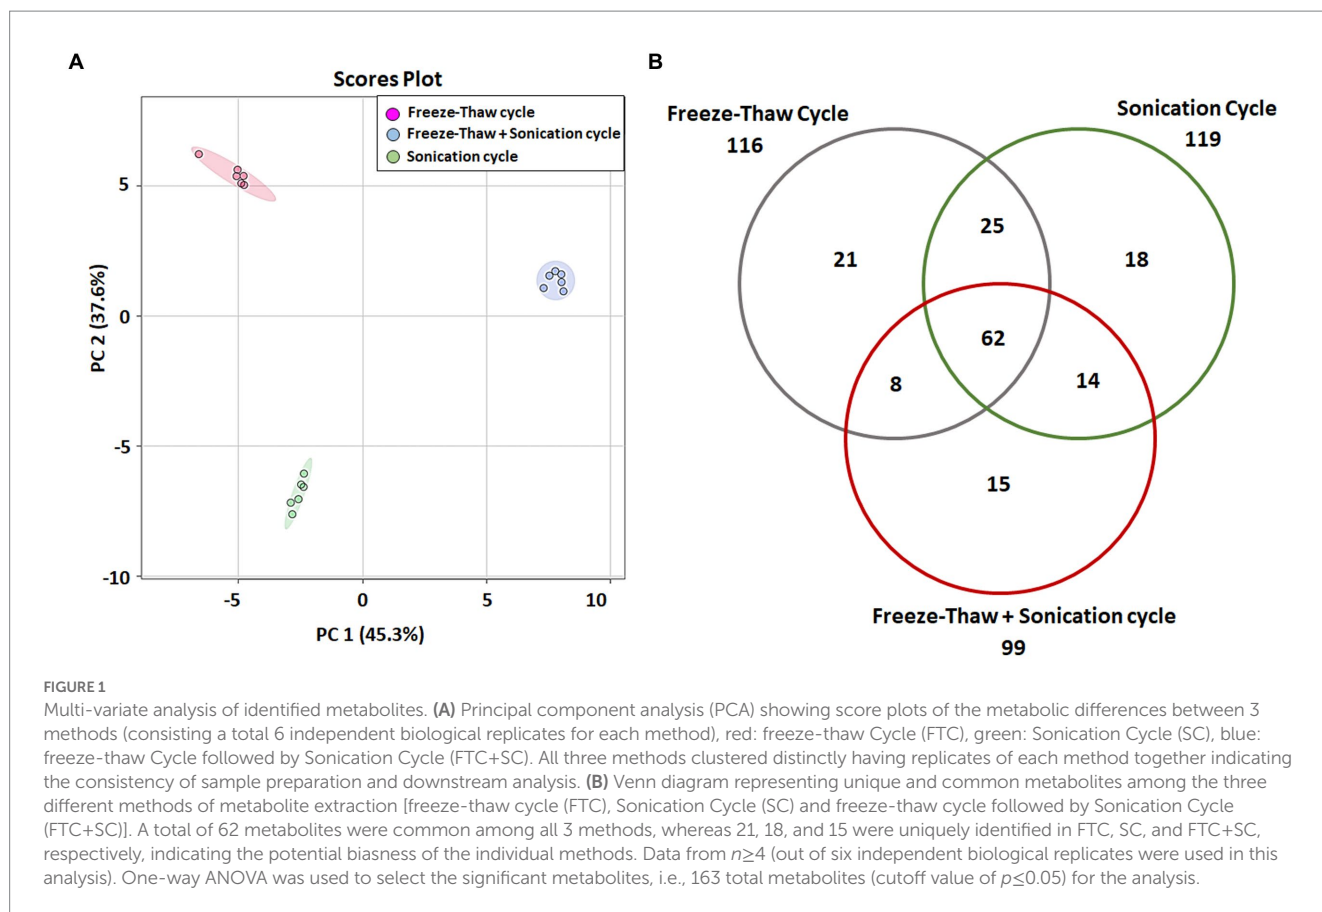 A
Scores Plot
Freeze-Thaw cycle
Freeze-Thaw + Sonication cycle
Sonication cycle
5
0
-5
-10
PC 2 (37.6%)
-5
0
5
10
PC 1 (45.3%)
B
Freeze-Thaw Cycle
116
Sonication Cycle
119
25
21
18
62
8
14
15
Freeze-Thaw + Sonication cycle
99
FIGURE 1
Multi-variate analysis of identified metabolites. (A) Principal component analysis (PCA) showing score plots of the metabolic differences between 3
methods (consisting a total 6 independent biological replicates for each method), red: freeze-thaw Cycle (FTC), green: Sonication Cycle (SC), blue:
freeze-thaw Cycle followed by Sonication Cycle (FTC+SC). All three methods clustered distinctly having replicates of each method together indicating
the consistency of sample preparation and downstream analysis. (B) Venn diagram representing unique and common metabolites among the three
different methods of metabolite extraction [freeze-thaw cycle (FTC), Sonication Cycle (SC) and freeze-thaw cycle followed by Sonication Cycle
(FTC+SC)]. A total of 62 metabolites were common among all 3 methods, whereas 21, 18, and 15 were uniquely identified in FTC, SC, and FTC+SC,
respectively, indicating the potential biasness of the individual methods. Data from n≥4 (out of six independent biological replicates were used in this
analysis). One-way ANOVA was used to select the significant metabolites, i.e., 163 total metabolites (cutoff value of p≤0.05) for the analysis.